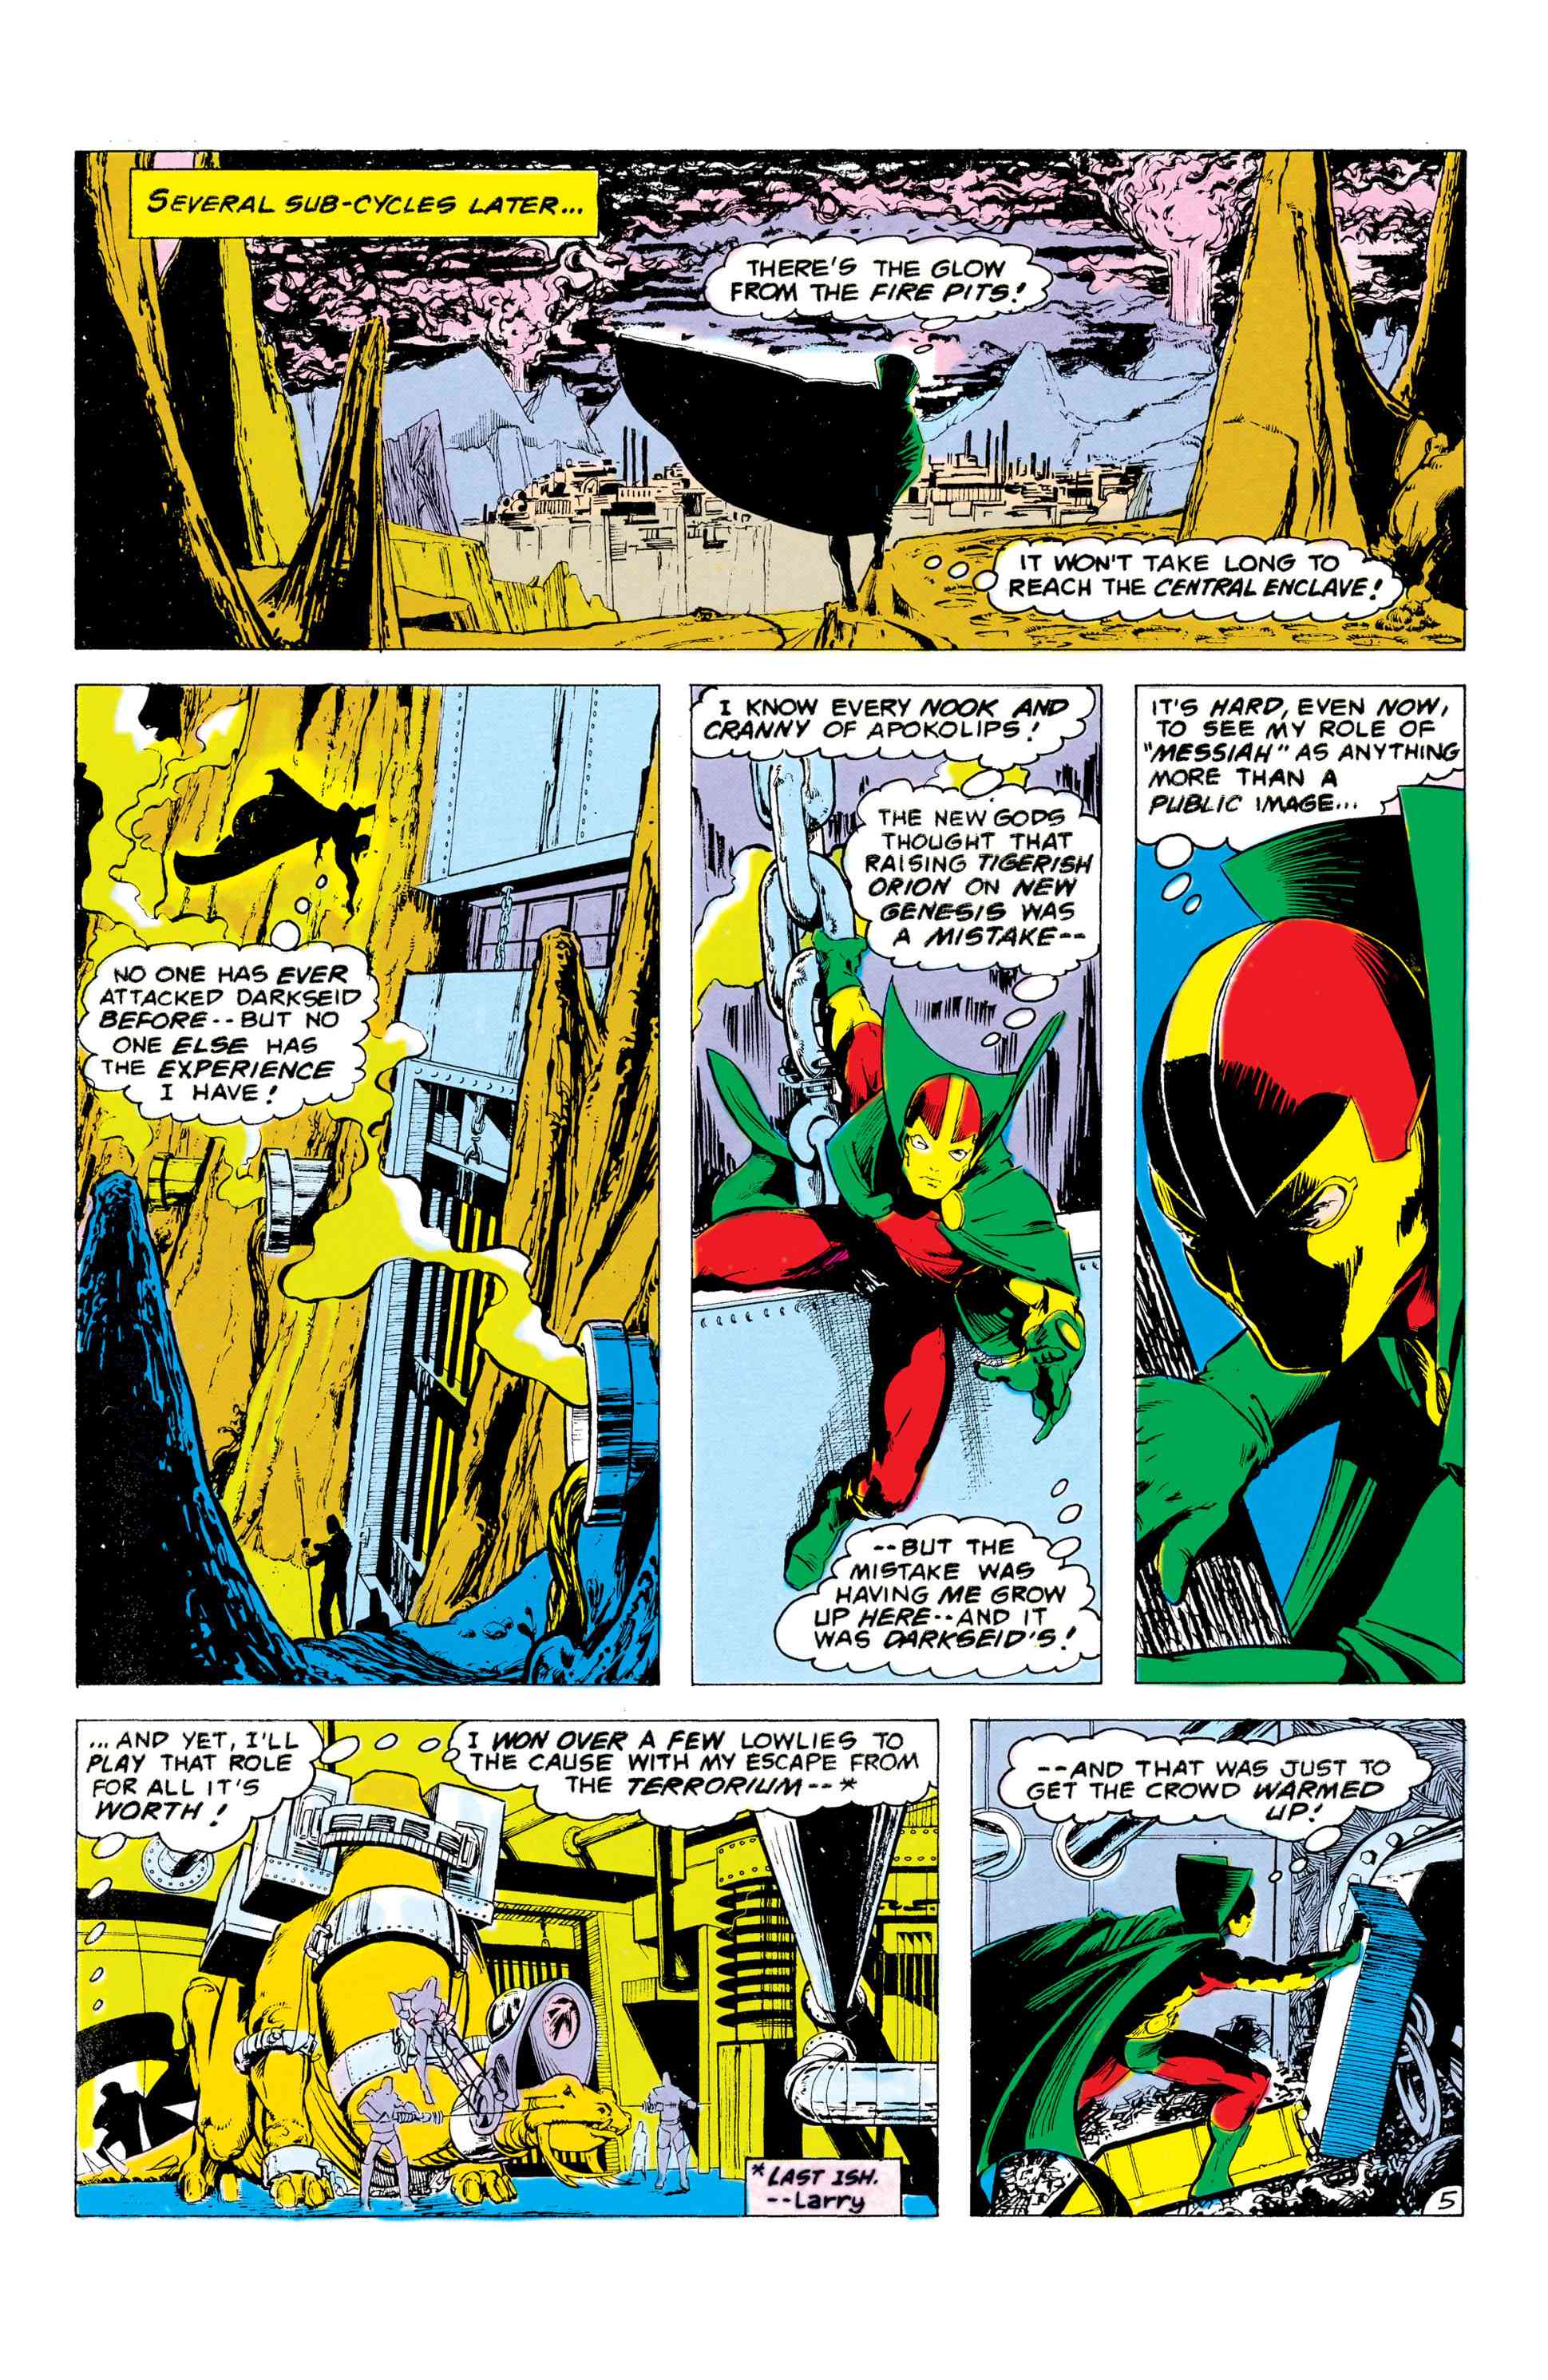 SEVERAL SUB-CYCLES LATER...
THERE'S THE GLOW
FROM THE FIRE PITS!
IT WON'T TAKE LONG TO
REACH THE CENTRAL ENCLAVE!
NO ONE HAS EVER
ATTACKED DARKSEID
BEFORE--BUT NO
ONE ELSE HAS
THE EXPERIENCE
I HAVE!
I KNOW EVERY NOOK AND
CRANNY OF APOKOLIPS!
THE NEW GODS
THOUGHT THAT
RAISING TIGERISH
ORION ON NEW
GENESIS WAS
A MISTAKE--
--BUT THE
MISTAKE WAS
HAVING ME GROW
UP HERE--AND IT
WAS DARKSEID'S!
IT'S HARD, EVEN NOW,
TO SEE MY ROLE OF
"MESSIAH" AS ANYTHING
MORE THAN A
PUBLIC IMAGE...
...AND YET, I'LL
PLAY THAT ROLE
FOR ALL IT'S
WORTH!
I WON OVER A FEW LOWLIES TO
THE CAUSE WITH MY ESCAPE FROM
THE TERRORIUM--*
*LAST ISH.
--Larry
--AND THAT WAS JUST TO
GET THE CROWD WARMED
UP!
5